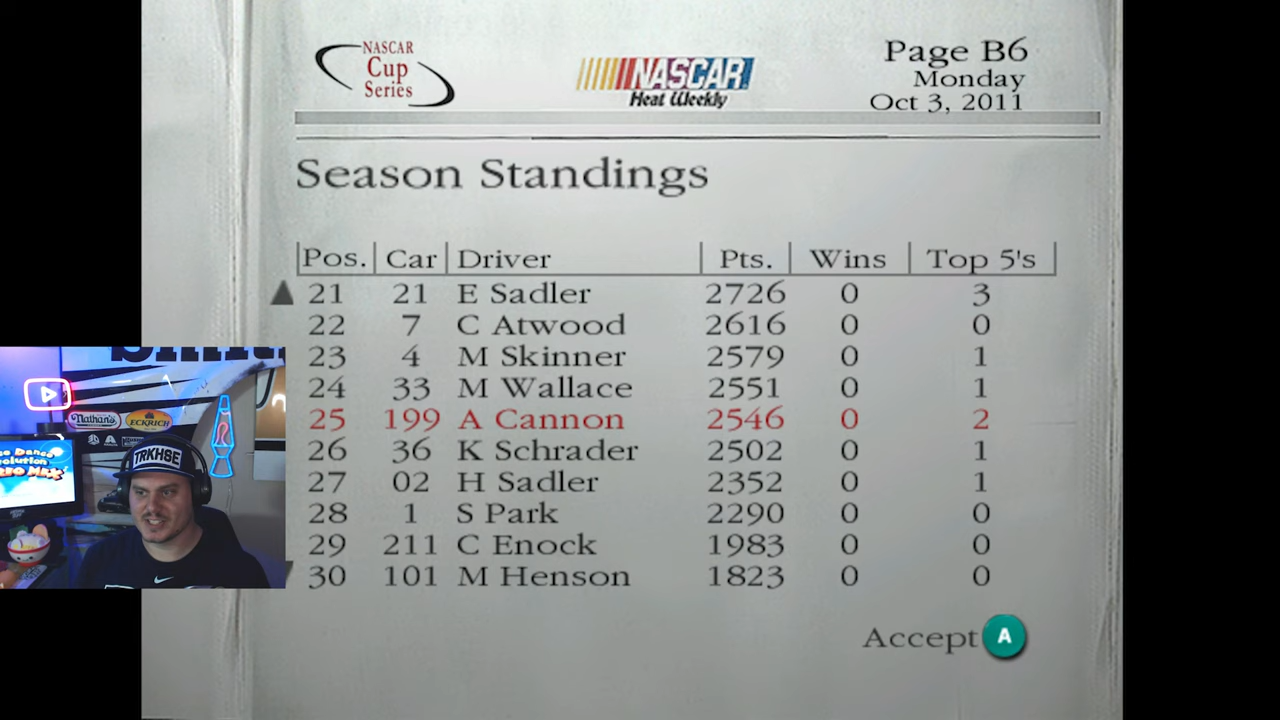 NASCAR
Cup
Series
NASCAR
Heat Weekly
Page B6
Monday
Oct 3, 2011
Season Standings
Pos. Car Driver Pts. Wins Top 5's
21 21 E Sadler 2726 0 3
22 7 C Atwood 2616 0 0
23 4 M Skinner 2579 0 1
24 33 M Wallace 2551 0 1
25 199 A Cannon 2546 0 2
26 36 K Schrader 2502 0 1
27 02 H Sadler 2352 0 1
28 1 S Park 2290 0 0
29 211 C Enock 1983 0 0
30 101 M Henson 1823 0 0
Accept A
Nathan's
ECKRICH
TRKHSE